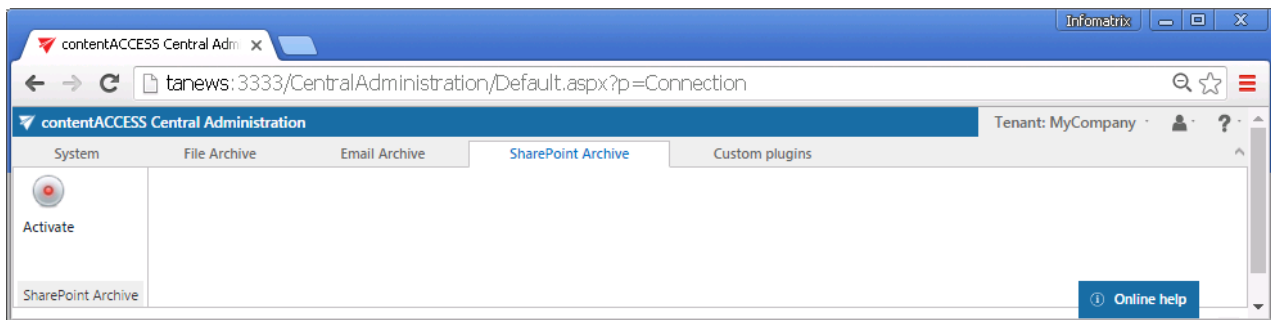 Infomatrix
contentACCESS Central Adm
tanews:3333/CentralAdministration/Default.aspx?p=Connection
contentACCESS Central Administration
Tenant: MyCompany
?
System File Archive Email Archive SharePoint Archive Custom plugins
Activate
SharePoint Archive
Online help